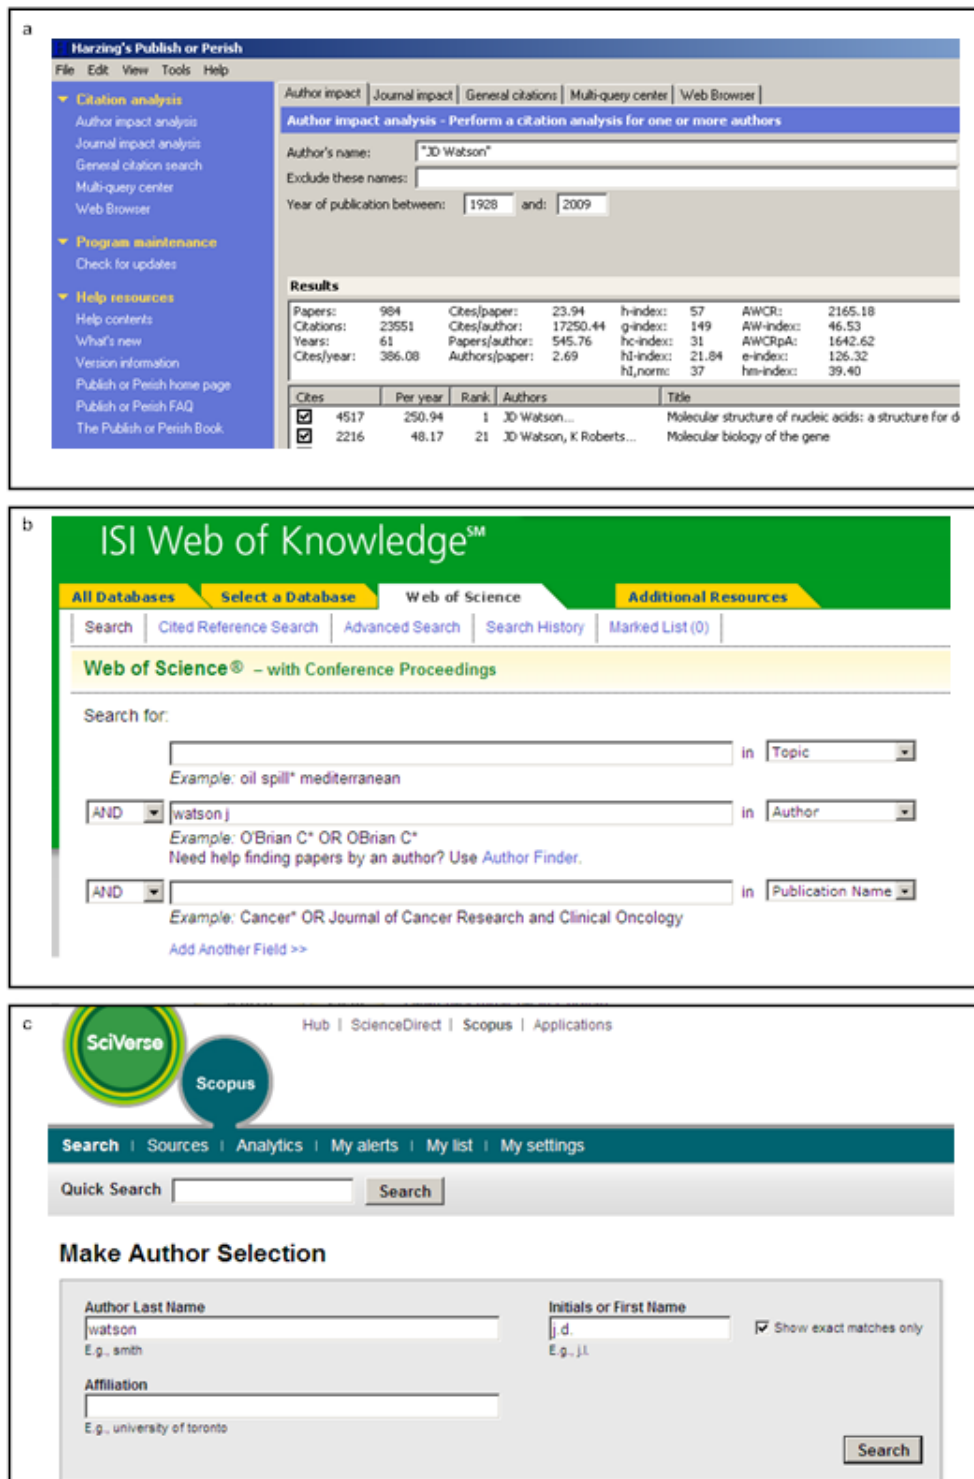 a
Harzing's Publish or Perish
File Edit View Tools Help
Citation analysis
Author impact analysis
Journal impact analysis
General citation search
Multi-query center
Web Browser
Program maintenance
Check for updates
Help resources
Help contents
What's new
Version information
Publish or Perish home page
Publish or Perish FAQ
The Publish or Perish Book
Author impact Journal impact General citations Multi-query center Web Browser
Author impact analysis - Perform a citation analysis for one or more authors
Author's name: "JD Watson"
Exclude these names:
Year of publication between: 1928 and: 2009
Results
Papers: 984 Cites/paper: 23.94 h-index: 57 AWCR: 2165.18
Citations: 23551 Cites/author: 17250.44 g-index: 149 AW-index: 46.53
Years: 61 Papers/author: 545.76 hc-index: 31 AWCRpA: 1642.62
Cites/year: 386.08 Authors/paper: 2.69 hI-index: 21.84 e-index: 126.32
hI,norm: 37 hm-index: 39.40
Cites Per year Rank Authors Title
4517 250.94 1 JD Watson... Molecular structure of nucleic acids: a structure for d
2216 48.17 21 JD Watson, K Roberts... Molecular biology of the gene
b
ISI Web of Knowledge℠
All Databases Select a Database Web of Science Additional Resources
Search Cited Reference Search Advanced Search Search History Marked List (0)
Web of Science® – with Conference Proceedings
Search for:
in Topic
Example: oil spill* mediterranean
AND watson j in Author
Example: O'Brian C* OR OBrian C*
Need help finding papers by an author? Use Author Finder.
AND in Publication Name
Example: Cancer* OR Journal of Cancer Research and Clinical Oncology
Add Another Field >>
c
Hub | ScienceDirect | Scopus | Applications
SciVerse
Scopus
Search | Sources | Analytics | My alerts | My list | My settings
Quick Search Search
Make Author Selection
Author Last Name Initials or First Name
watson j.d. Show exact matches only
E.g., smith E.g., j.l.
Affiliation
E.g., university of toronto
Search